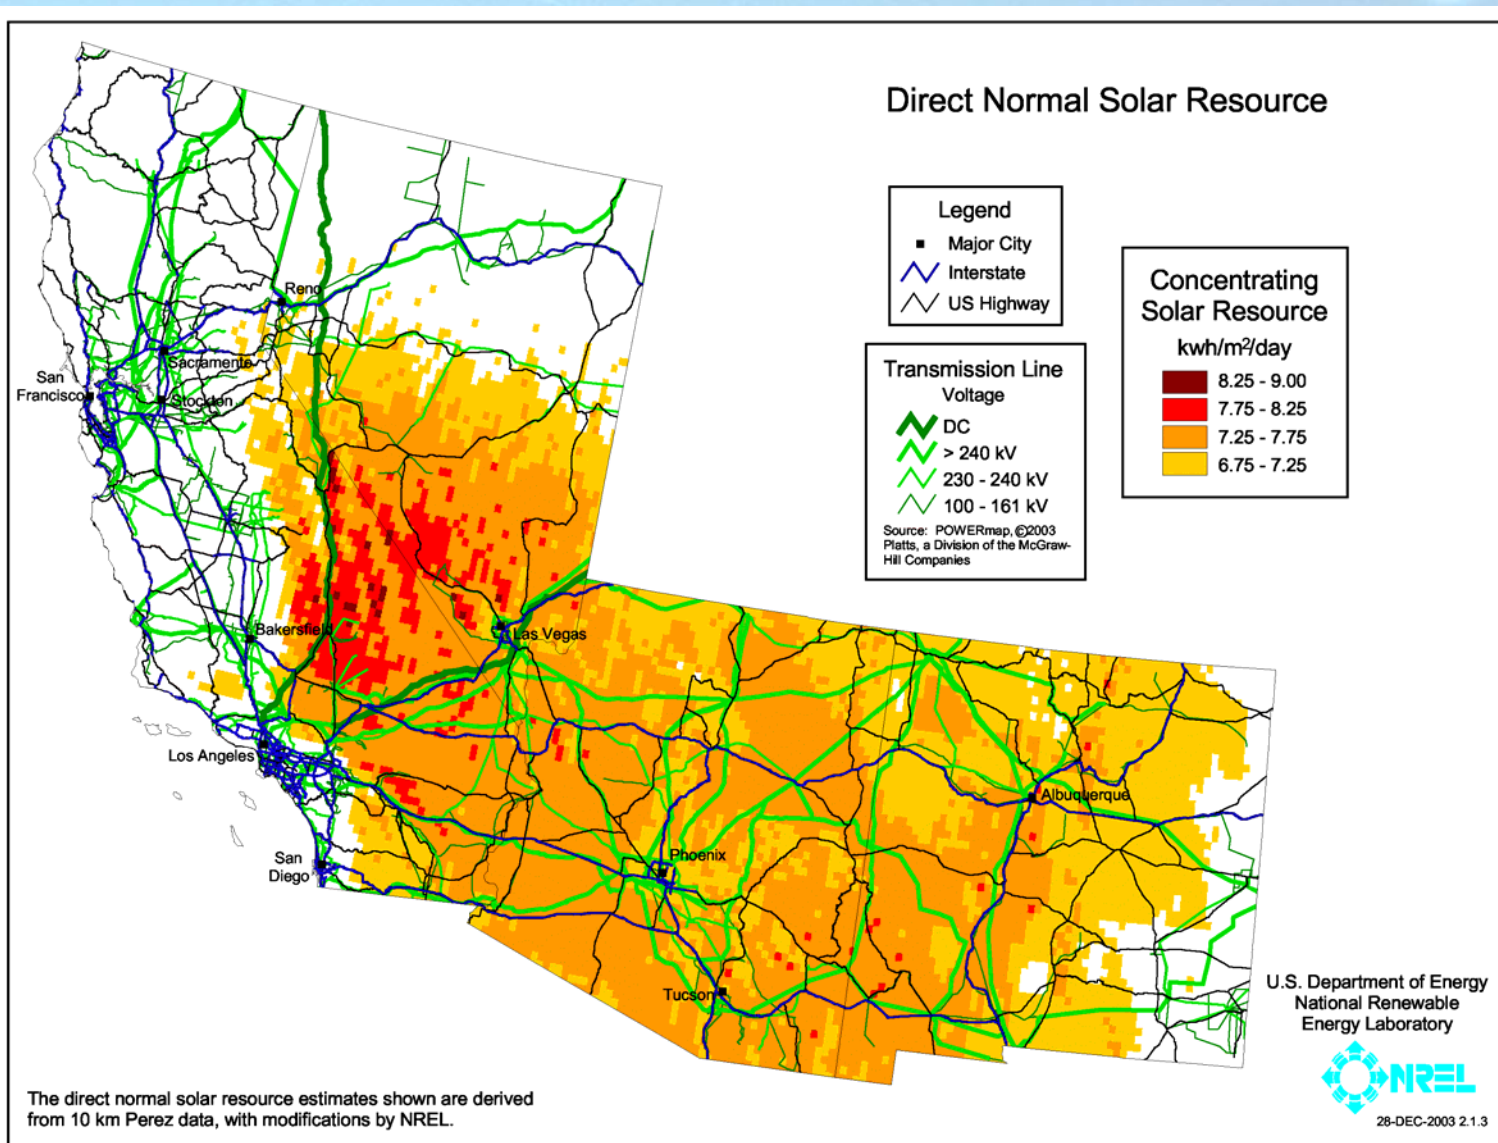 Direct Normal Solar Resource
Legend
Major City
Interstate
US Highway
Transmission Line
Voltage
DC
> 240 kV
230 - 240 kV
100 - 161 kV
Source: POWERmap, ©2003
Platts, a Division of the McGraw-
Hill Companies
Concentrating
Solar Resource
kwh/m²/day
8.25 - 9.00
7.75 - 8.25
7.25 - 7.75
6.75 - 7.25
Reno
Sacramento
San
Francisco
Stockton
Bakersfield
Las Vegas
Los Angeles
Albuquerque
San
Diego
Phoenix
Tucson
U.S. Department of Energy
National Renewable
Energy Laboratory
NREL
28-DEC-2003 2.1.3
The direct normal solar resource estimates shown are derived
from 10 km Perez data, with modifications by NREL.